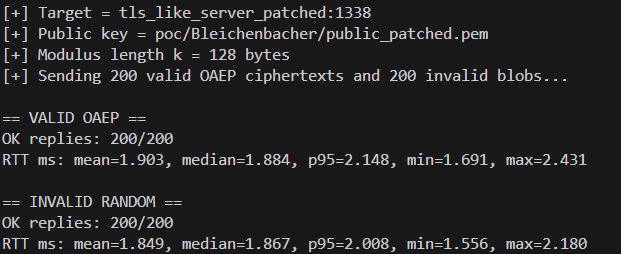 [+] Target = tls_like_server_patched:1338
[+] Public key = poc/Bleichenbacher/public_patched.pem
[+] Modulus length k = 128 bytes
[+] Sending 200 valid OAEP ciphertexts and 200 invalid blobs...
== VALID OAEP ==
OK replies: 200/200
RTT ms: mean=1.903, median=1.884, p95=2.148, min=1.691, max=2.431
== INVALID RANDOM ==
OK replies: 200/200
RTT ms: mean=1.849, median=1.867, p95=2.008, min=1.556, max=2.180